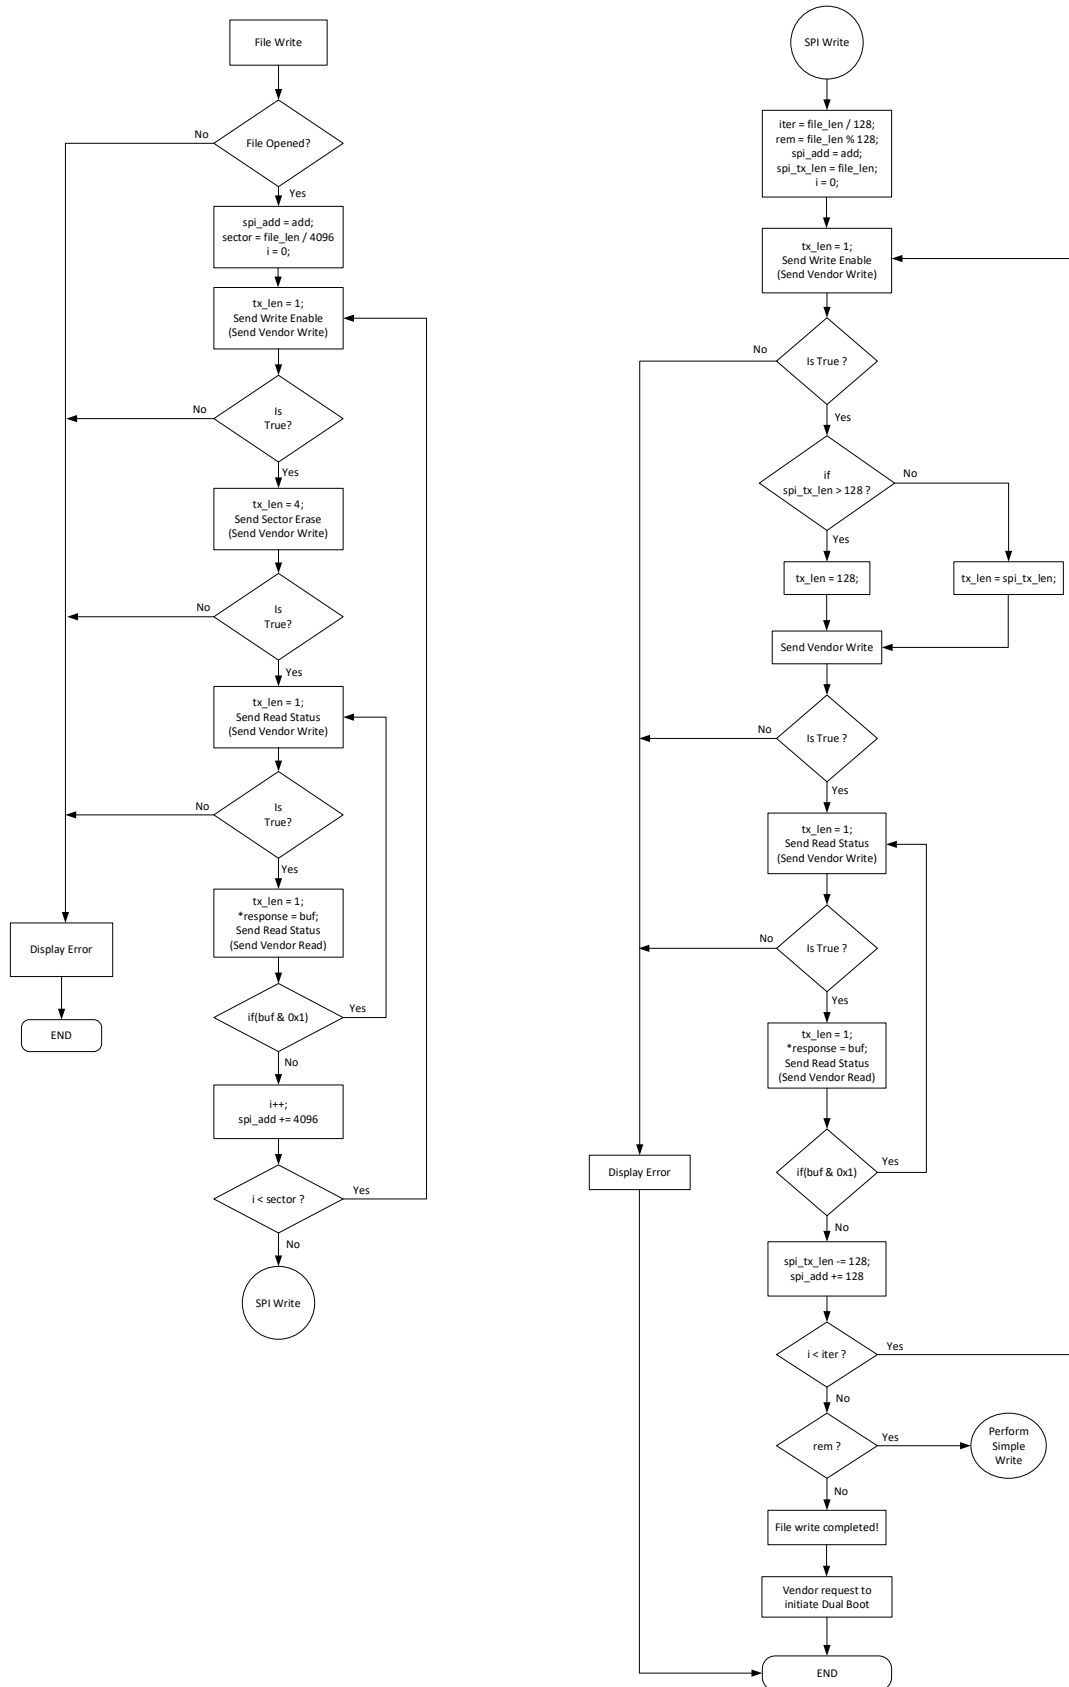 File Write
File Opened?
No
Yes
spi_add = add;
sector = file_len / 4096
i = 0;
tx_len = 1;
Send Write Enable
(Send Vendor Write)
Is
True?
No
Yes
tx_len = 4;
Send Sector Erase
(Send Vendor Write)
Is
True?
No
Yes
tx_len = 1;
Send Read Status
(Send Vendor Write)
Is
True?
No
Yes
tx_len = 1;
*response = buf;
Send Read Status
(Send Vendor Read)
Display Error
END
if(buf & 0x1)
Yes
No
i++;
spi_add += 4096
i < sector ?
Yes
No
SPI Write
SPI Write
iter = file_len / 128;
rem = file_len % 128;
spi_add = add;
spi_tx_len = file_len;
i = 0;
tx_len = 1;
Send Write Enable
(Send Vendor Write)
Is True ?
No
Yes
if
spi_tx_len > 128 ?
No
Yes
tx_len = 128;
tx_len = spi_tx_len;
Send Vendor Write
Is True ?
No
Yes
tx_len = 1;
Send Read Status
(Send Vendor Write)
Is True ?
No
Yes
tx_len = 1;
*response = buf;
Send Read Status
(Send Vendor Read)
Display Error
if(buf & 0x1)
Yes
No
spi_tx_len -= 128;
spi_add += 128
i < iter ?
Yes
No
rem ?
Yes
Perform
Simple
Write
No
File write completed!
Vendor request to
initiate Dual Boot
END